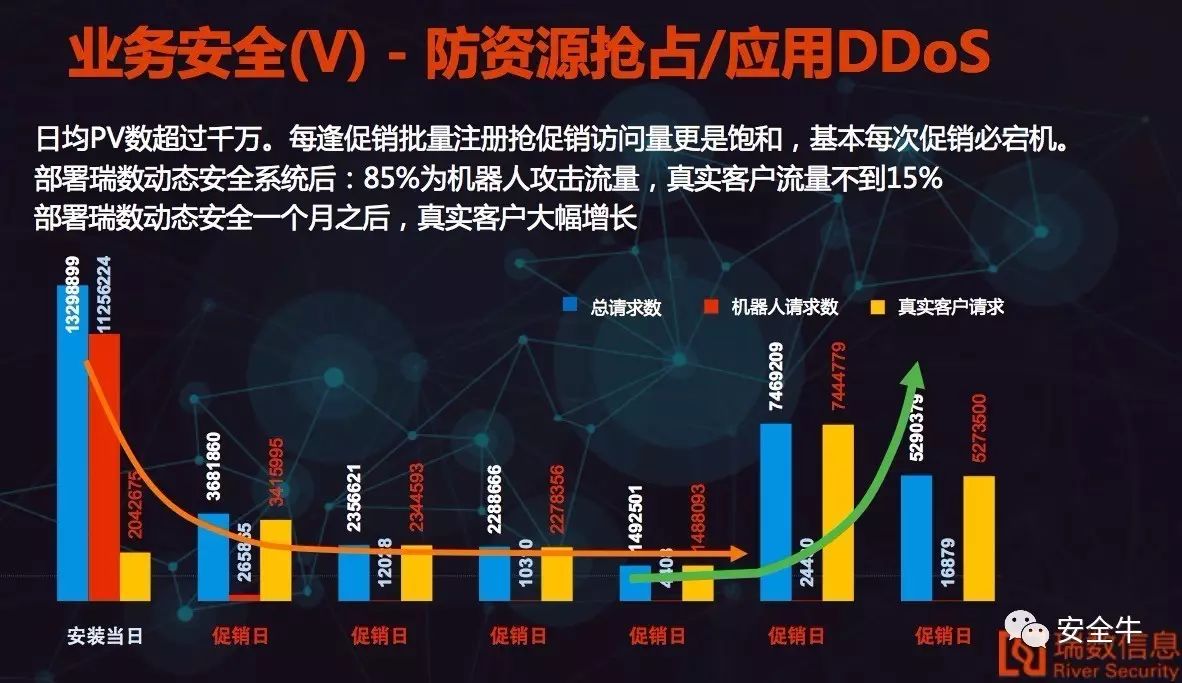 业务安全(V) - 防资源抢占/应用DDoS
日均PV数超过千万。每逢促销批量注册抢促销访问量更是饱和，基本每次促销必宕机。
部署瑞数动态安全系统后：85%为机器人攻击流量，真实客户流量不到15%
部署瑞数动态安全一个月之后，真实客户大幅增长
总请求数 机器人请求数 真实客户请求
13298899 11256224 2042675
3681860 265865 3415995
2356621 12028 2344593
2288666 10310 2278356
1492501 4408 1488093
7469209 24430 7444779
5290379 16879 5273500
安装当日 促销日 促销日 促销日 促销日 促销日 促销日
安全牛
瑞数信息
River Security